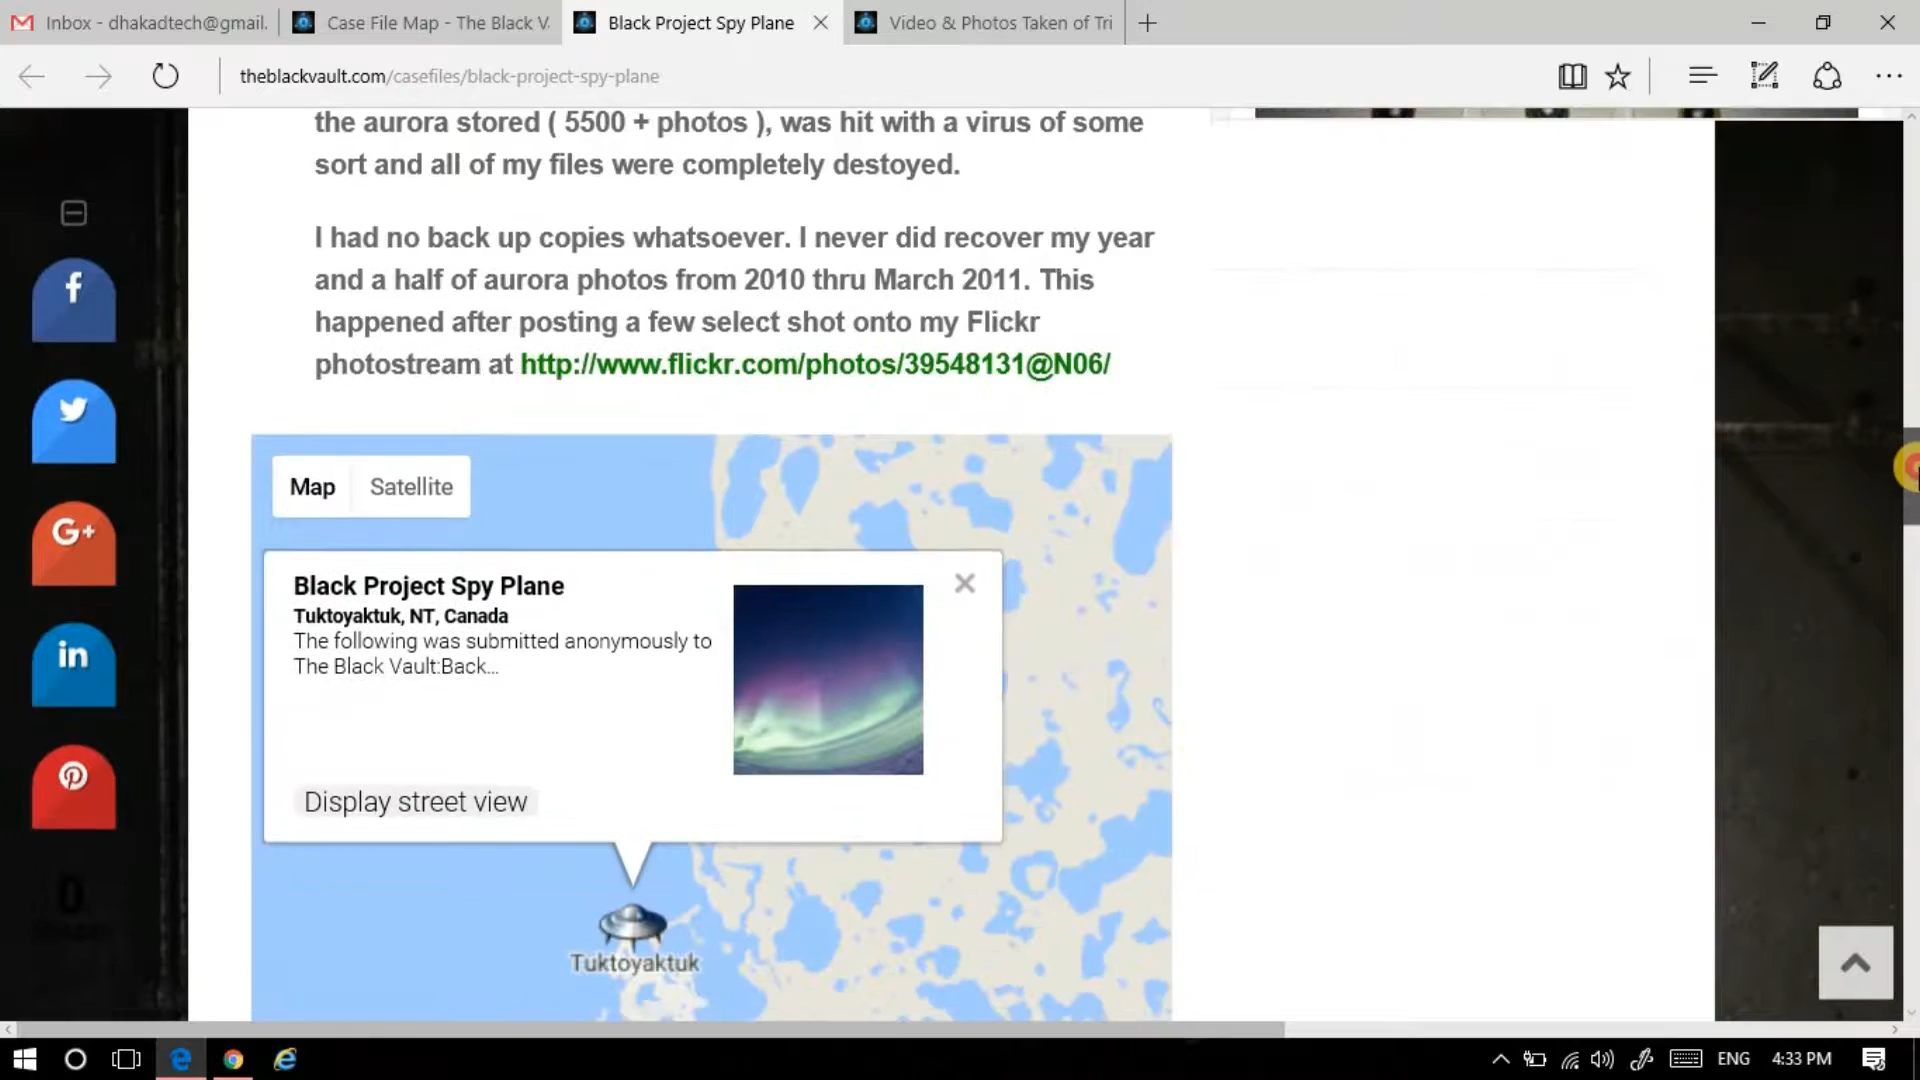 Inbox - dhakadtech@gmail.
Case File Map - The Black V
Black Project Spy Plane
Video & Photos Taken of Tri
theblackvault.com/casefiles/black-project-spy-plane
the aurora stored ( 5500 + photos ), was hit with a virus of some
sort and all of my files were completely destoyed.
I had no back up copies whatsoever. I never did recover my year
and a half of aurora photos from 2010 thru March 2011. This
happened after posting a few select shot onto my Flickr
photostream at http://www.flickr.com/photos/39548131@N06/
f
G+
in
0
Map
Satellite
Black Project Spy Plane
Tuktoyaktuk, NT, Canada
The following was submitted anonymously to
The Black Vault:Back...
Display street view
Tuktoyaktuk
ENG
4:33 PM